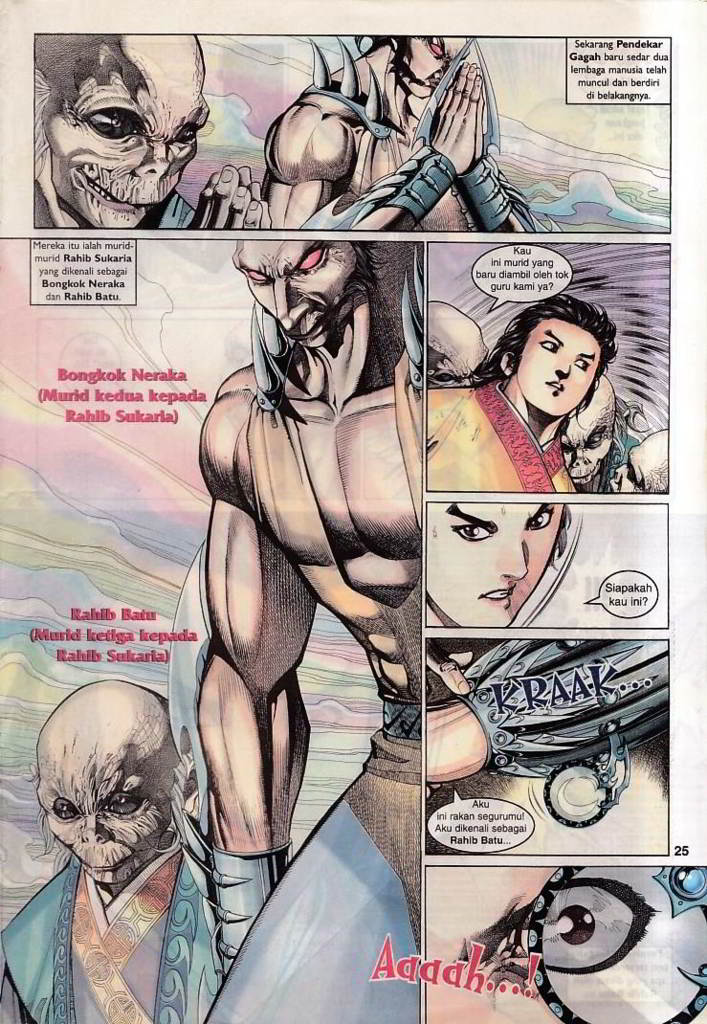 Sekarang Pendekar
Gagah baru sedar dua
lembaga manusia telah
muncul dan berdiri
di belakangnya.
Mereka itu ialah murid-
murid Rahib Sukaria
yang dikenali sebagai
Bongkok Neraka
dan Rahib Batu.
Bongkok Neraka
(Murid kedua kepada
Rahib Sukaria)
Rahib Batu
(Murid ketiga kepada
Rahib Sukaria)
Kau
ini murid yang
baru diambil oleh tok
guru kami ya?
Siapakah
kau ini?
KRAAK...
Aku
ini rakan segurumu!
Aku dikenali sebagai
Rahib Batu...
25
Aaaah....!